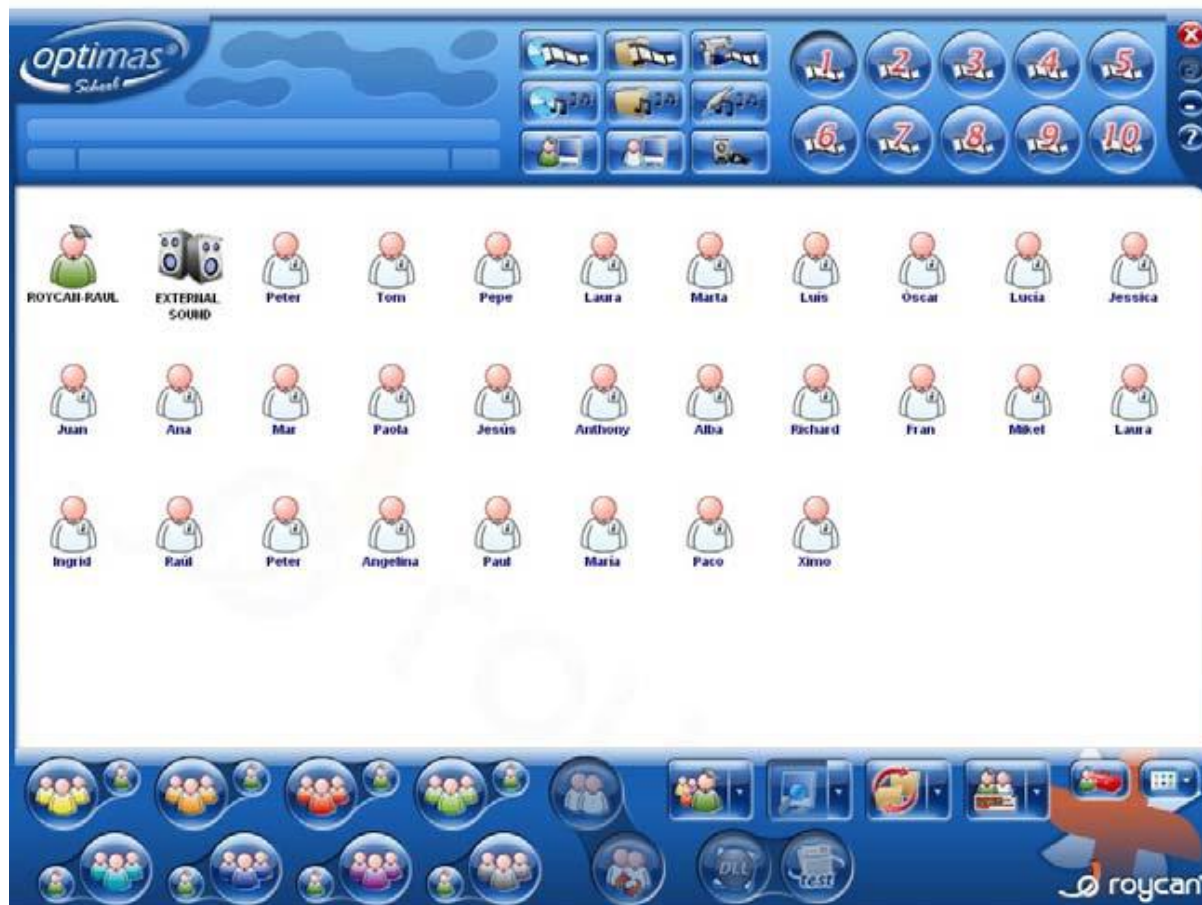 optimas®
School
1 2 3 4 5
6 7 8 9 10
?
ROYCAN-RAUL EXTERNAL SOUND Peter Tom Pepe Laura Marta Luis Óscar Lucía Jessica
Juan Ana Mar Paola Jesús Anthony Alba Richard Fran Mikel Laura
Ingrid Raúl Peter Angelina Paul María Paco Ximo
DLL test
roycan